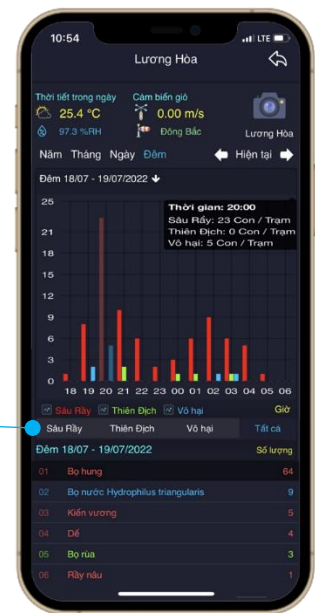 10:54 LTE
Lương Hòa
Thời tiết trong ngày Cảm biến gió
25.4 °C 0.00 m/s
97.3 %RH Đông Bắc Lương Hòa
Năm Tháng Ngày Đêm Hiện tại
Đêm 18/07 - 19/07/2022
25
21
18
15
12
9
6
3
0
Thời gian: 20:00
Sâu Rầy: 23 Con / Trạm
Thiên Địch: 0 Con / Trạm
Vô hại: 5 Con / Trạm
18 19 20 21 22 23 00 01 02 03 04 05 06
Sâu Rầy Thiên Địch Vô hại Giờ
Sâu Rầy Thiên Địch Vô hại Tất cả
Đêm 18/07 - 19/07/2022 Số lượng
01 Bọ hung 64
02 Bọ nước Hydrophilus triangularis 9
03 Kiến vương 5
04 Dế 4
05 Bọ rùa 3
06 Rầy nâu 1